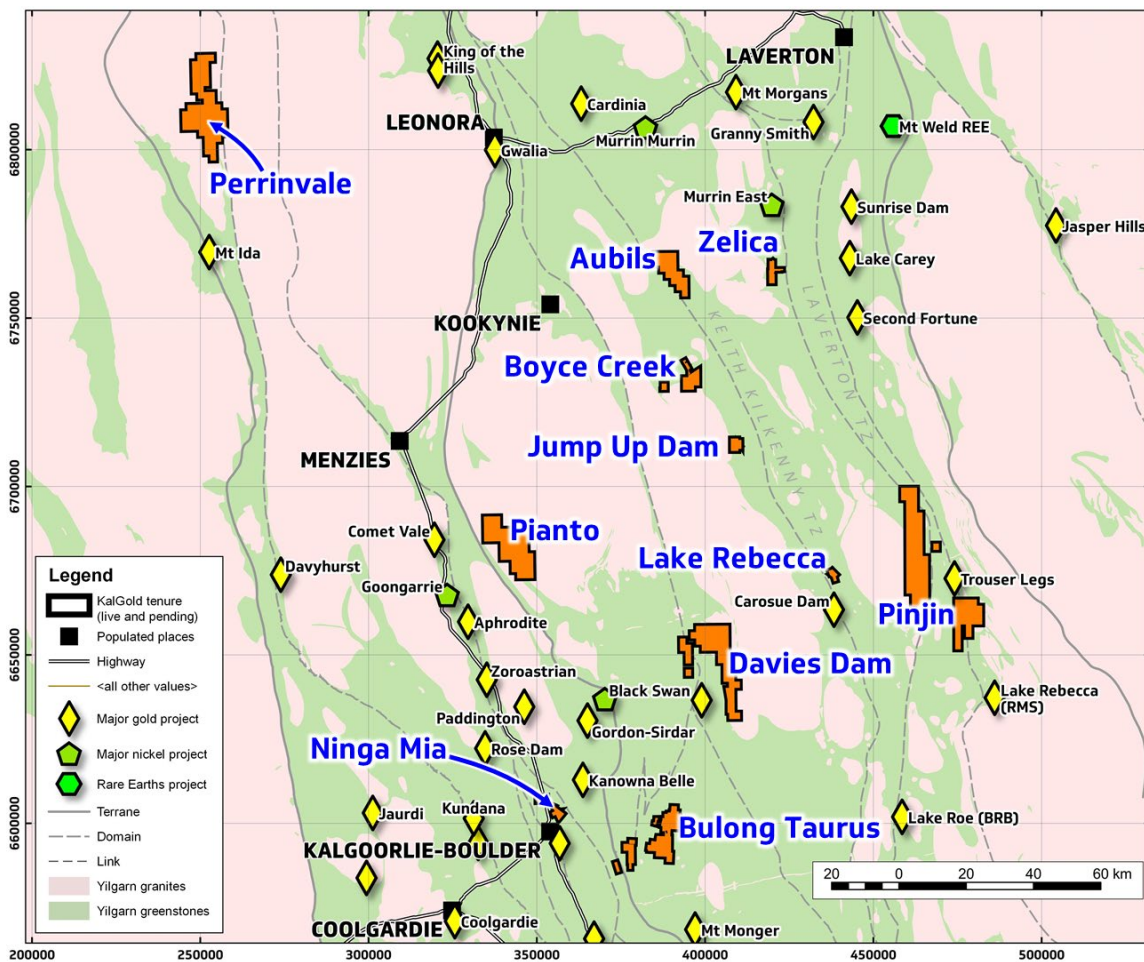 LAVERTON
King of the
Hills
Cardinia
Mt Morgans
LEONORA
Murrin Murrin
Granny Smith
Mt Weld REE
Gwalia
Perrinvale
Murrin East
Sunrise Dam
Jasper Hills
Zelica
Aubils
Mt Ida
Lake Carey
KOOKYNIE
Second Fortune
LAVERTON TZ
KEITH KILKENNY TZ
Boyce Creek
Jump Up Dam
MENZIES
Pianto
Comet Vale
Lake Rebecca
Davyhurst
Goongarrie
Trouser Legs
Carosue Dam
Pinjin
Aphrodite
Davies Dam
Zoroastrian
Black Swan
Lake Rebecca
(RMS)
Paddington
Gordon-Sirdar
Ninga Mia
Rose Dam
Kanowna Belle
Jaurdi
Kundana
Lake Roe (BRB)
Bulong Taurus
KALGOORLIE-BOULDER
COOLGARDIE
Coolgardie
Mt Monger
Legend
KalGold tenure
(live and pending)
Populated places
Highway
<all other values>
Major gold project
Major nickel project
Rare Earths project
Terrane
Domain
Link
Yilgarn granites
Yilgarn greenstones
20 0 20 40 60 km
6800000
6750000
6700000
6650000
6600000
200000 250000 300000 350000 400000 450000 500000